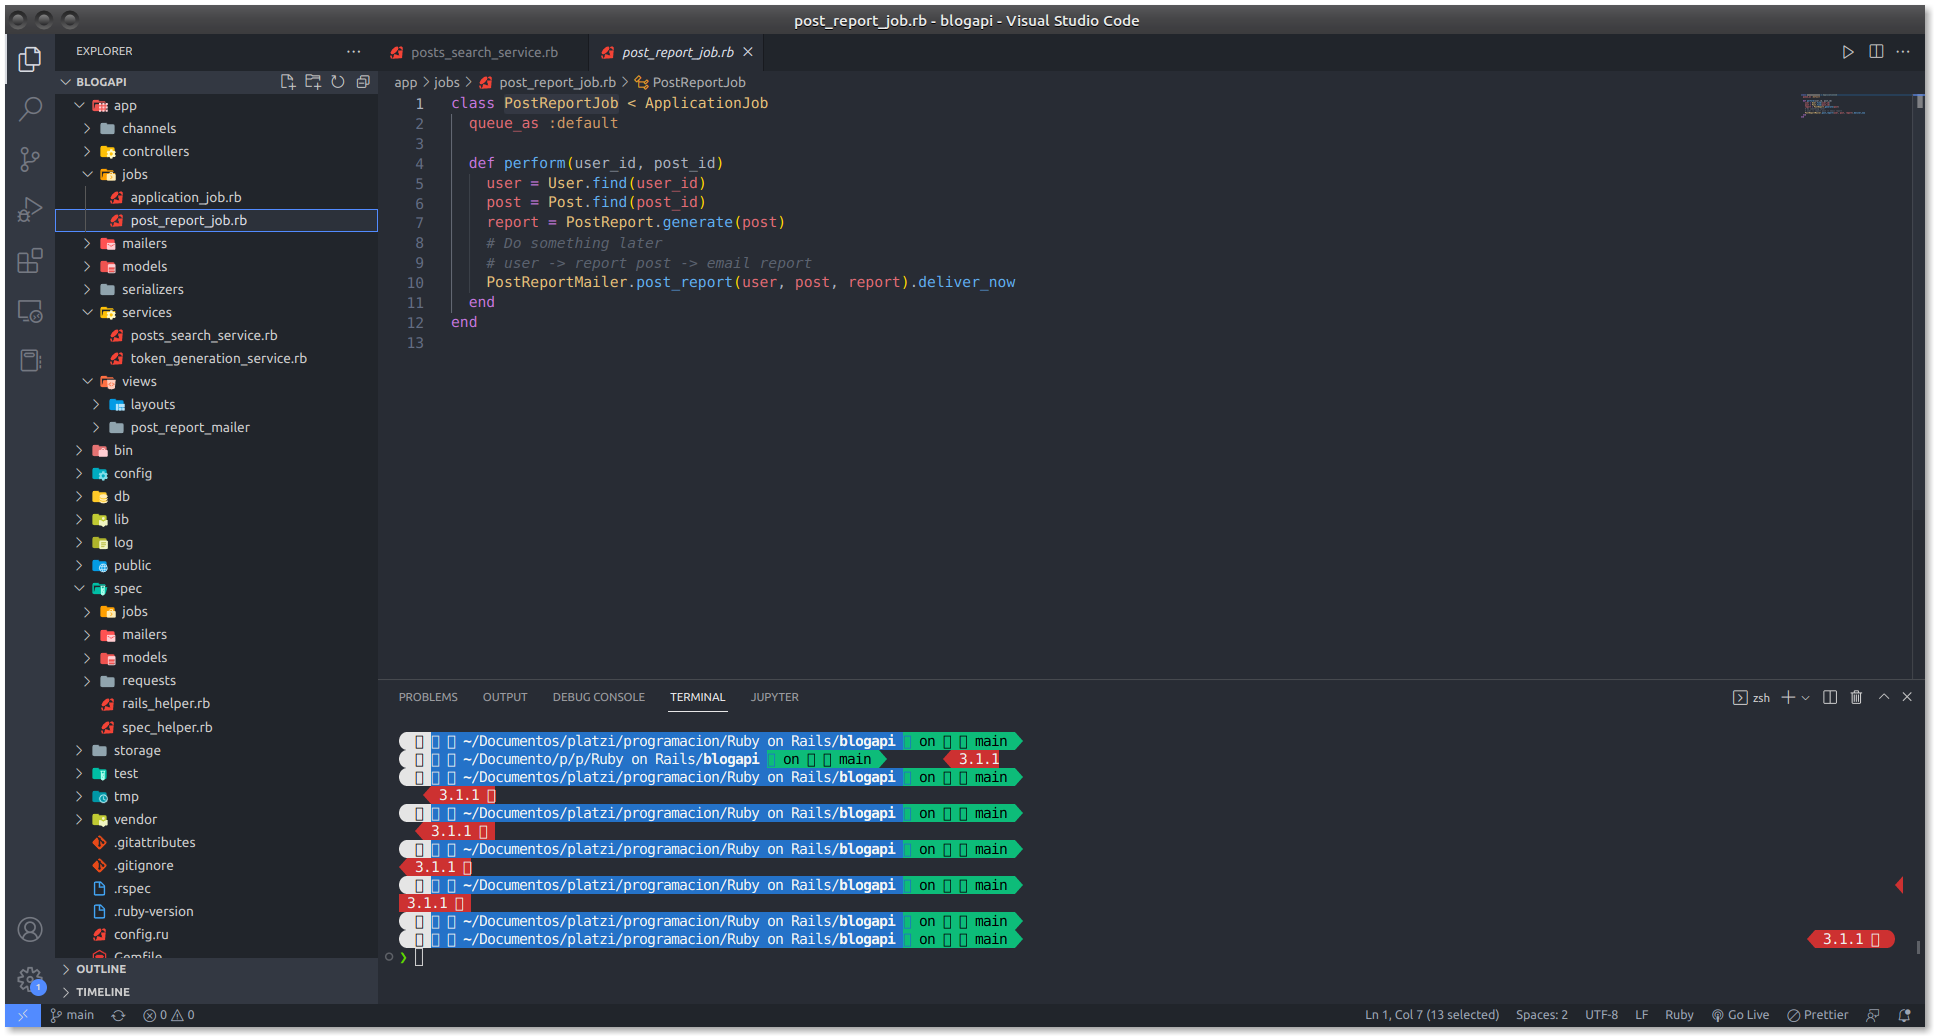 post_report_job.rb - blogapi - Visual Studio Code
EXPLORER
BLOGAPI
app
channels
controllers
jobs
application_job.rb
post_report_job.rb
mailers
models
serializers
services
posts_search_service.rb
token_generation_service.rb
views
layouts
post_report_mailer
bin
config
db
lib
log
public
spec
jobs
mailers
models
requests
rails_helper.rb
spec_helper.rb
storage
test
tmp
vendor
.gitattributes
.gitignore
.rspec
.ruby-version
config.ru
Gemfile
OUTLINE
TIMELINE
posts_search_service.rb
post_report_job.rb
app > jobs > post_report_job.rb > PostReportJob
1 class PostReportJob < ApplicationJob
2 queue_as :default
3
4 def perform(user_id, post_id)
5 user = User.find(user_id)
6 post = Post.find(post_id)
7 report = PostReport.generate(post)
8 # Do something later
9 # user -> report post -> email report
10 PostReportMailer.post_report(user, post, report).deliver_now
11 end
12 end
13
PROBLEMS OUTPUT DEBUG CONSOLE TERMINAL JUPYTER
zsh
~/Documentos/platzi/programacion/Ruby on Rails/blogapi on main
~/Documento/p/p/Ruby on Rails/blogapi on main 3.1.1
~/Documentos/platzi/programacion/Ruby on Rails/blogapi on main
3.1.1
~/Documentos/platzi/programacion/Ruby on Rails/blogapi on main
3.1.1
~/Documentos/platzi/programacion/Ruby on Rails/blogapi on main
3.1.1
~/Documentos/platzi/programacion/Ruby on Rails/blogapi on main
3.1.1
~/Documentos/platzi/programacion/Ruby on Rails/blogapi on main
~/Documentos/platzi/programacion/Ruby on Rails/blogapi on main 3.1.1
❯
1
main 0 0
Ln 1, Col 7 (13 selected) Spaces: 2 UTF-8 LF Ruby Go Live Prettier